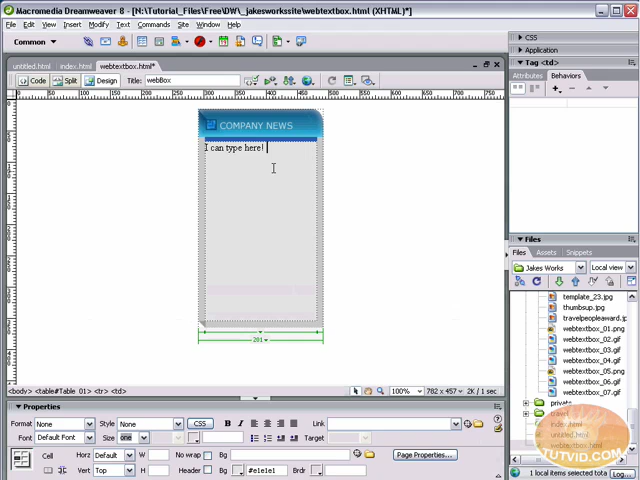 Macromedia Dreamweaver 8 - [N:\Tutorial_Files\Free\DW\_jakesworkssite\webtextbox.html (XHTML)*]
File Edit View Insert Modify Text Commands Site Window Help
Common
untitled.html index.html webtextbox.html*
Code Split Design Title: webBox
COMPANY NEWS
I can type here!
201
<body> <table#Table_01> <tr> <td>
100% 782 x 457 2K / 1 sec
Properties
Format None Style None CSS B I Link
Font Default Font Size one Target
Cell Horz Default W No wrap Bg Page Properties...
Vert Top H Header Bg #e1e1e1 Brdr
CSS
Application
Tag <td>
Attributes Behaviors
Files
Files Assets Snippets
Jakes Works Local view
template_23.jpg
thumbsup.jpg
travelpeopleaward.jp
webtextbox_01.png
webtextbox_02.gif
webtextbox_03.gif
webtextbox_04.gif
webtextbox_05.png
webtextbox_06.gif
webtextbox_07.gif
private
travel
index.html
untitled.html
webtextbox.html
TUTVID.COM
1 local items selected total Log...